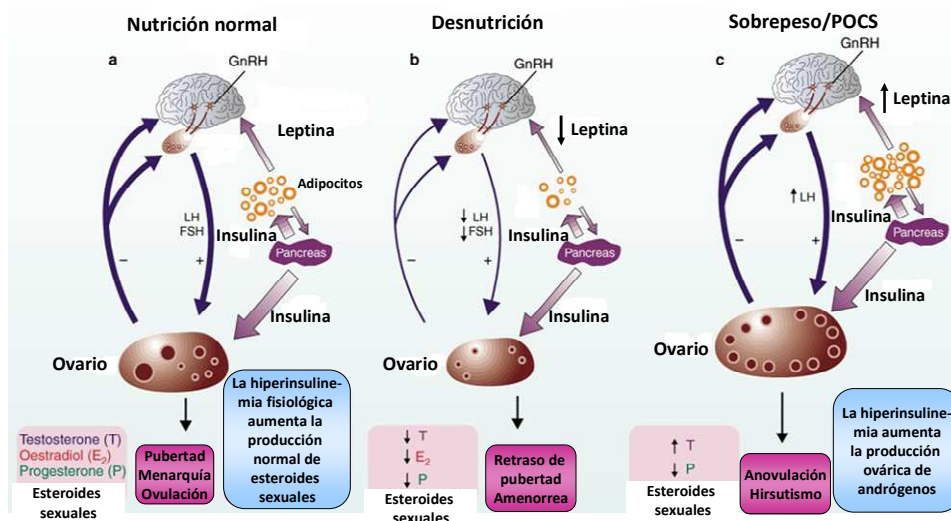 Nutrición normal
a
GnRH
Leptina
Adipocitos
LH
FSH
Insulina
Pancreas
−
+
Insulina
Ovario
Testosterone (T)
Oestradiol (E₂)
Progesterone (P)
Esteroides
sexuales
Pubertad
Menarquía
Ovulación
La hiperinsuline-
mia fisiológica
aumenta la
producción
normal de
esteroides
sexuales
Desnutrición
b
GnRH
↓ Leptina
↓ LH
↓ FSH
Insulina
Pancreas
−
+
Insulina
Ovario
↓ T
↓ E₂
↓ P
Esteroides
sexuales
Retraso de
pubertad
Amenorrea
Sobrepeso/POCS
c
GnRH
↑ Leptina
↑ LH
Insulina
Pancreas
−
+
Insulina
Ovario
↑ T
↓ P
Esteroides
sexuales
Anovulación
Hirsutismo
La hiperinsuline-
mia aumenta
la producción
ovárica de
andrógenos